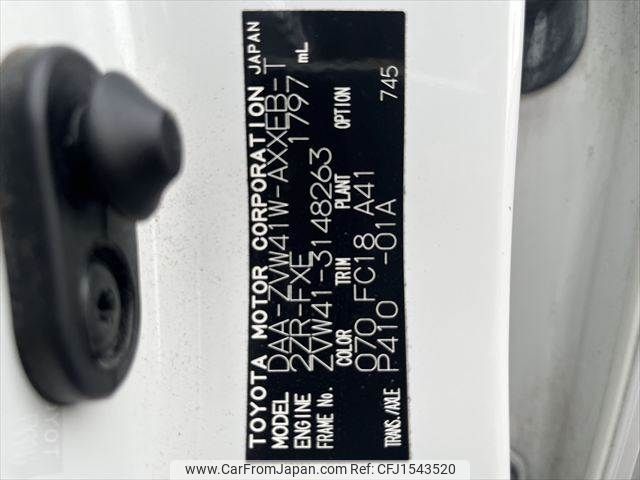 TOYOTA MOTOR CORPORATION JAPAN
MODEL DAA-ZVW41W-AXXEB-T
ENGINE 2ZR-FXE 1797 mL
FRAME No. ZVW41-3148263
COLOR TRIM PLANT OPTION
070 FC18 A41 745
TRANS./AXLE P410 -01A
© CarFromJapan.com
Ref No: CFJ1543520